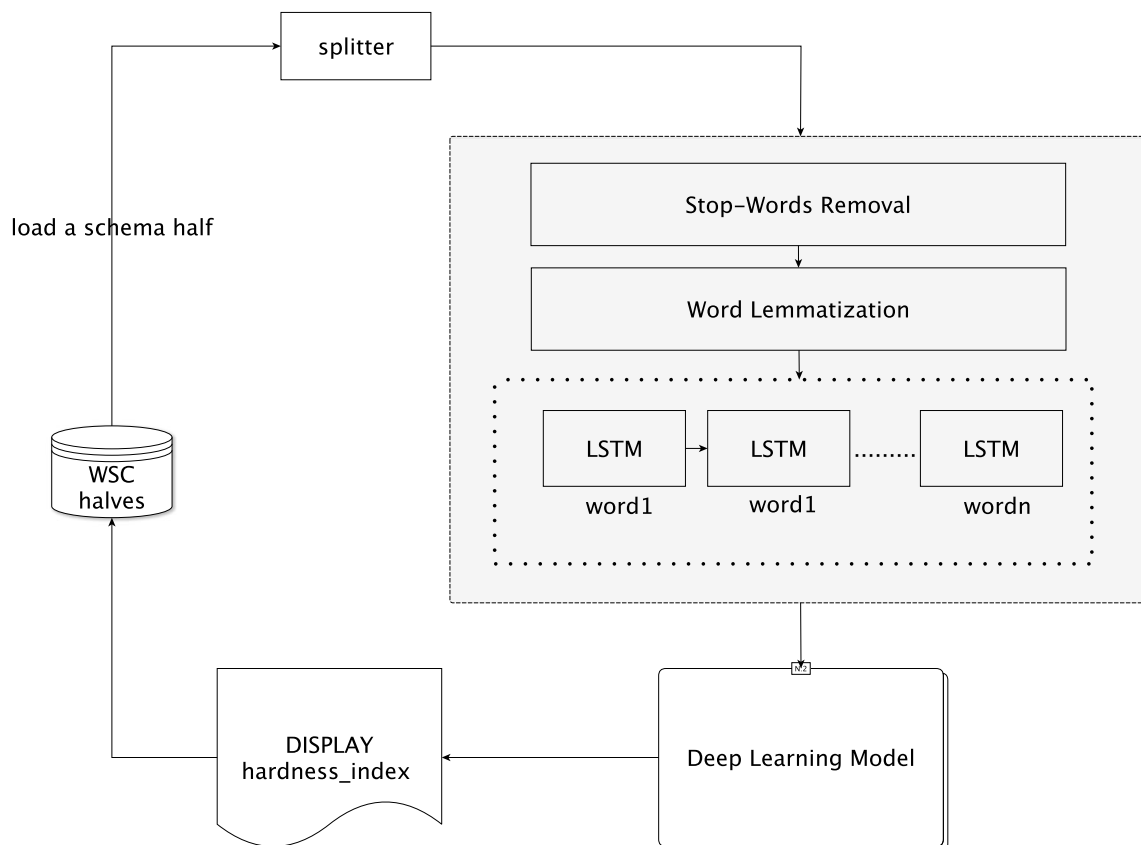 splitter
load a schema half
Stop-Words Removal
Word Lemmatization
LSTM
LSTM
.........
LSTM
word1
word1
wordn
WSC
halves
N:2
DISPLAY
hardness_index
Deep Learning Model